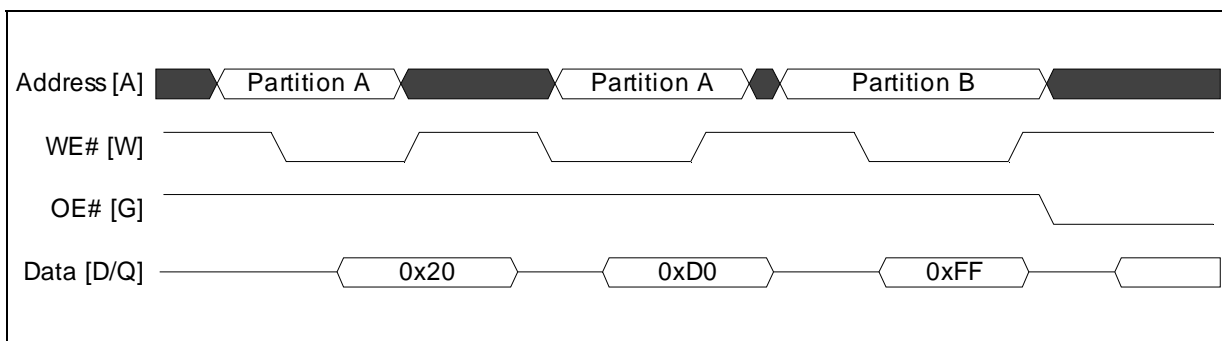 Address [A] Partition A Partition A Partition B
WE# [W]
OE# [G]
Data [D/Q] 0x20 0xD0 0xFF